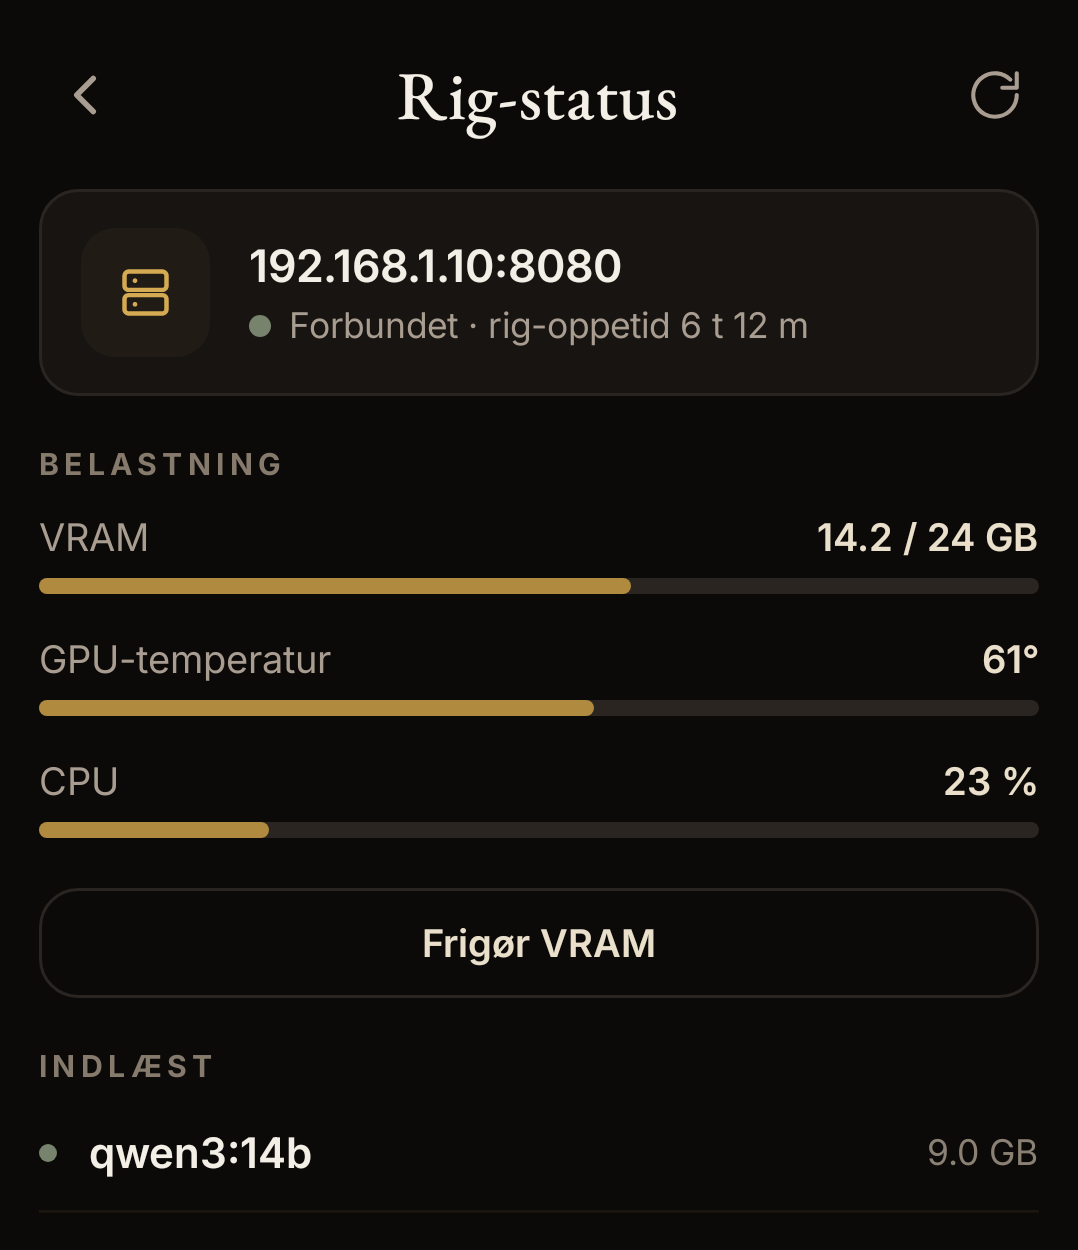 Rig-status
192.168.1.10:8080
Forbundet · rig-oppetid 6 t 12 m
BELASTNING
VRAM 14.2 / 24 GB
GPU-temperatur 61°
CPU 23 %
Frigør VRAM
INDLÆST
qwen3:14b 9.0 GB